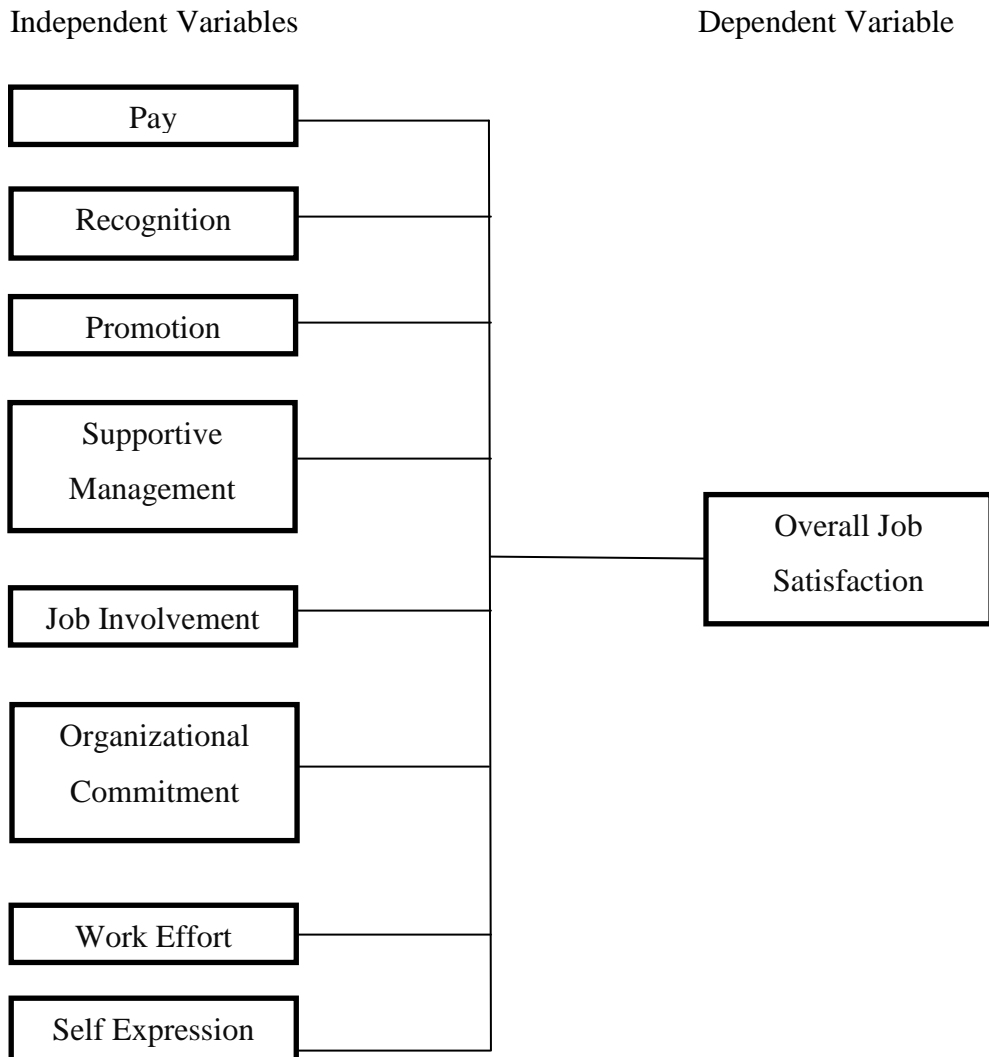 Independent Variables
Dependent Variable
Pay
Recognition
Promotion
Supportive
Management
Job Involvement
Organizational
Commitment
Work Effort
Self Expression
Overall Job
Satisfaction